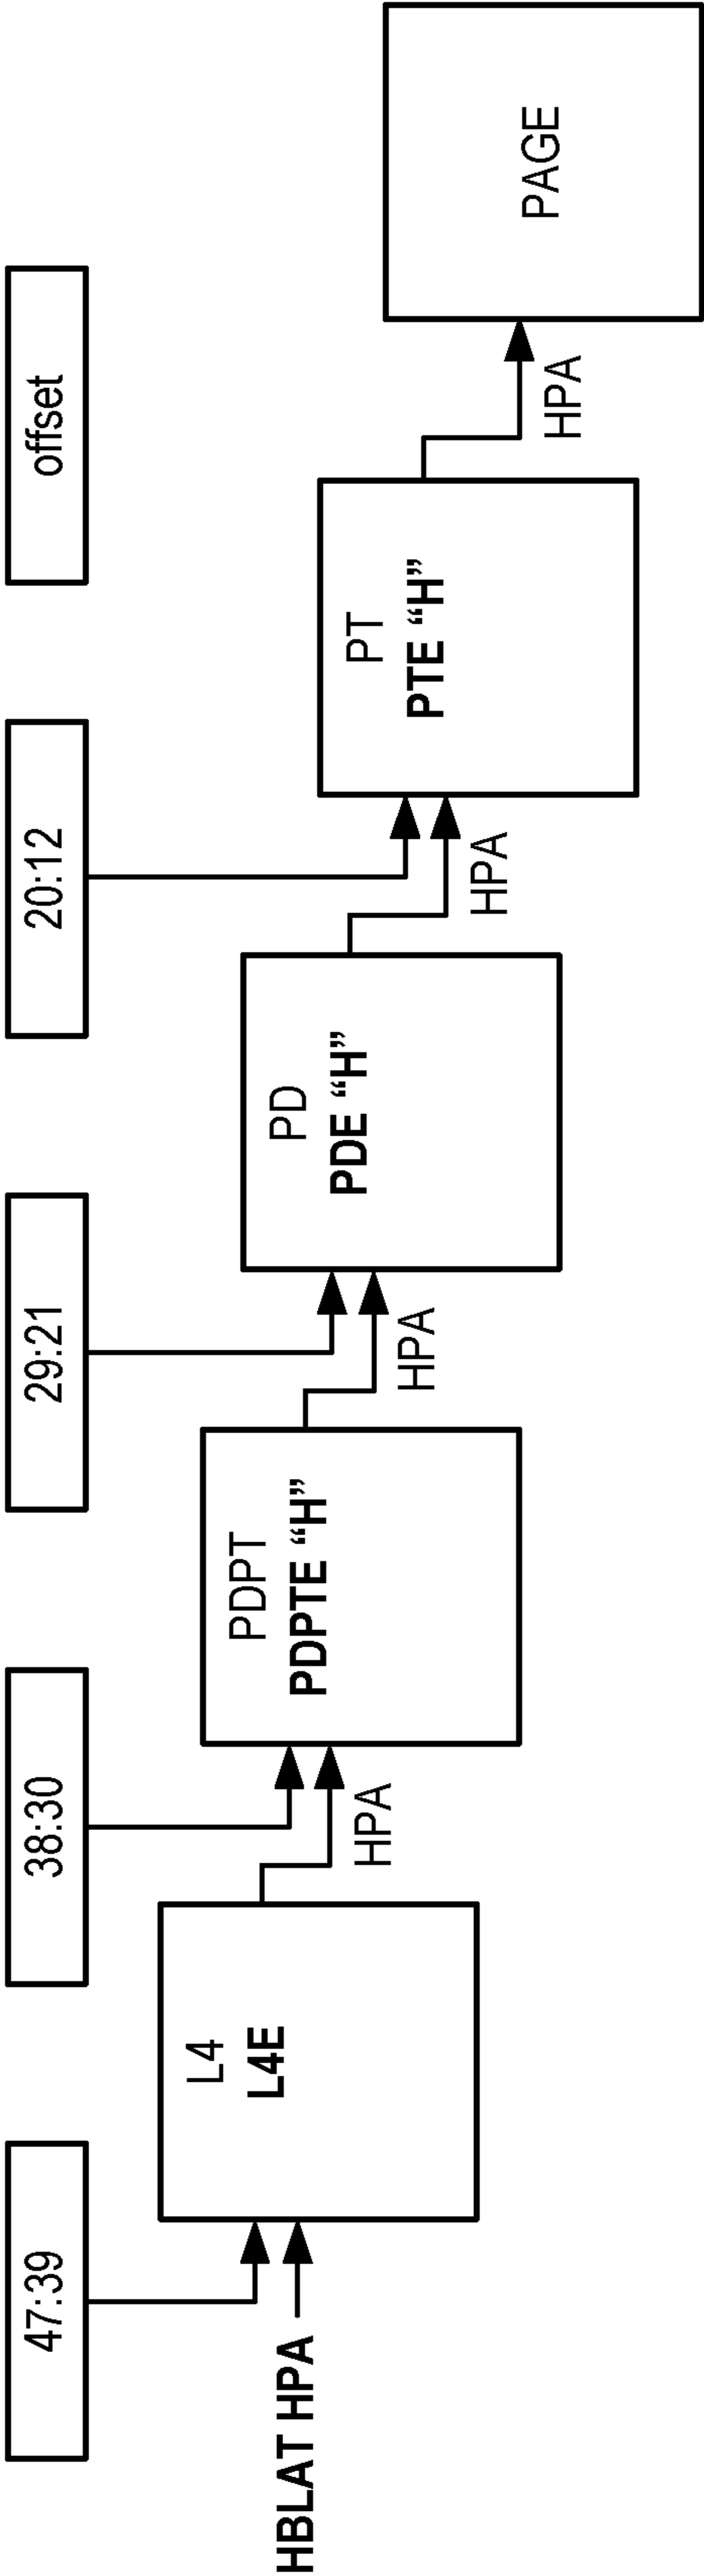 47:39
38:30
29:21
20:12
offset
HBLAT HPA
L4
L4E
HPA
PDPT
PDPTE “H”
HPA
PD
PDE “H”
HPA
PT
PTE “H”
HPA
PAGE